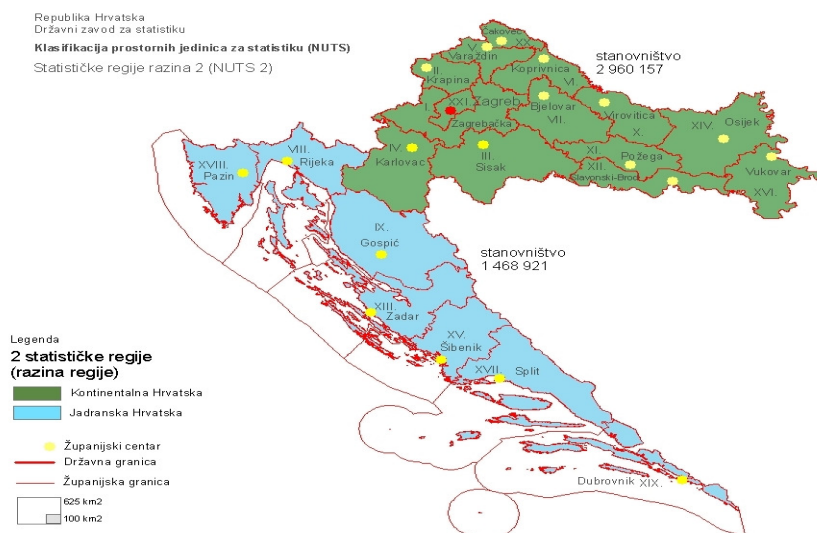 Republika Hrvatska
Državni zavod za statistiku
Klasifikacija prostornih jedinica za statistiku (NUTS)
Statističke regije razina 2 (NUTS 2)
Čakovec
XX.
V.
Varaždin
stanovništvo
2 960 157
II.
Krapina
Koprivnica
VI.
I.
XXI. Zagreb
Zagrebačka
Bjelovar
VII.
Virovitica
X.
XIV. Osijek
VIII.
Rijeka
XVIII.
Pazin
IV.
Karlovac
III.
Sisak
XI.
Požega
XII.
Slavonski-Brod
Vukovar
XVI.
IX.
Gospić
stanovništvo
1 468 921
XIII.
Zadar
XV.
Šibenik
XVII. Split
Dubrovnik XIX.
Legenda
2 statističke regije
(razina regije)
Kontinentalna Hrvatska
Jadranska Hrvatska
Županijski centar
Državna granica
Županijska granica
625 km2
100 km2